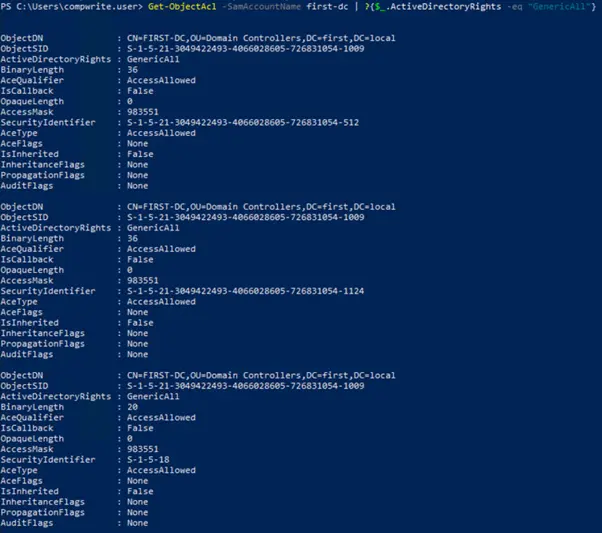 PS C:\Users\compwrite.user> Get-ObjectAcl -SamAccountName first-dc | ?{$_.ActiveDirectoryRights -eq "GenericAll"}
ObjectDN : CN=FIRST-DC,OU=Domain Controllers,DC=first,DC=local
ObjectSID : S-1-5-21-3049422493-4066028605-726831054-1009
ActiveDirectoryRights : GenericAll
BinaryLength : 36
AceQualifier : AccessAllowed
IsCallback : False
OpaqueLength : 0
AccessMask : 983551
SecurityIdentifier : S-1-5-21-3049422493-4066028605-726831054-512
AceType : AccessAllowed
AceFlags : None
IsInherited : False
InheritanceFlags : None
PropagationFlags : None
AuditFlags : None
ObjectDN : CN=FIRST-DC,OU=Domain Controllers,DC=first,DC=local
ObjectSID : S-1-5-21-3049422493-4066028605-726831054-1009
ActiveDirectoryRights : GenericAll
BinaryLength : 36
AceQualifier : AccessAllowed
IsCallback : False
OpaqueLength : 0
AccessMask : 983551
SecurityIdentifier : S-1-5-21-3049422493-4066028605-726831054-1124
AceType : AccessAllowed
AceFlags : None
IsInherited : False
InheritanceFlags : None
PropagationFlags : None
AuditFlags : None
ObjectDN : CN=FIRST-DC,OU=Domain Controllers,DC=first,DC=local
ObjectSID : S-1-5-21-3049422493-4066028605-726831054-1009
ActiveDirectoryRights : GenericAll
BinaryLength : 20
AceQualifier : AccessAllowed
IsCallback : False
OpaqueLength : 0
AccessMask : 983551
SecurityIdentifier : S-1-5-18
AceType : AccessAllowed
AceFlags : None
IsInherited : False
InheritanceFlags : None
PropagationFlags : None
AuditFlags : None